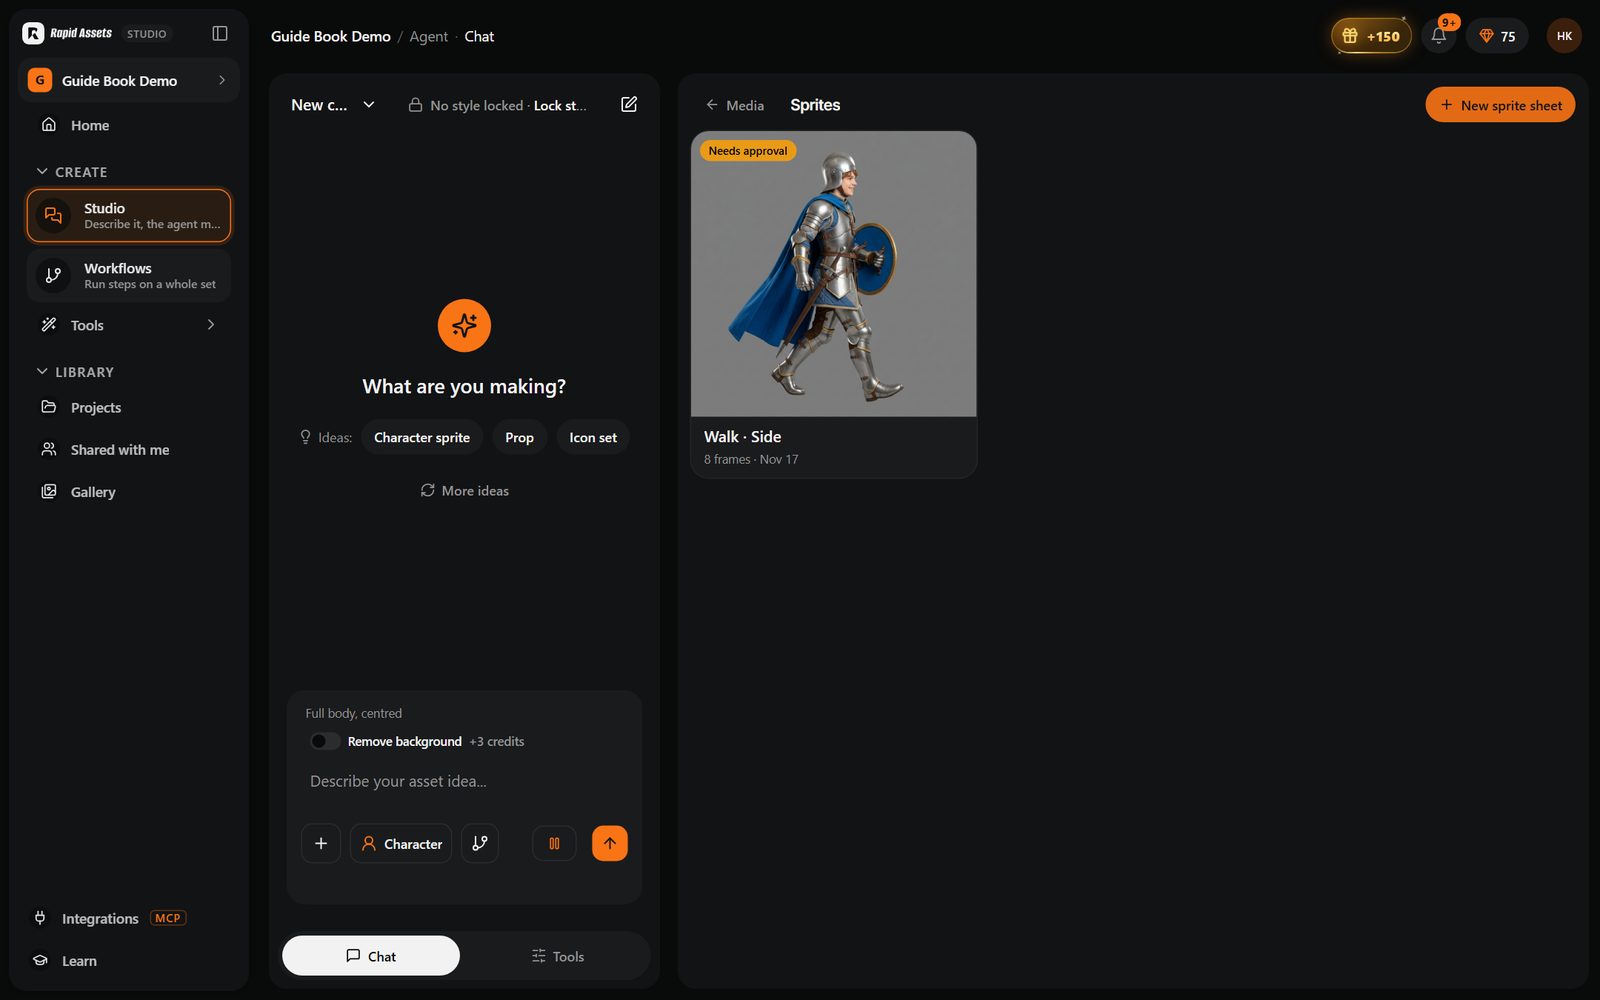 Rapid Assets STUDIO
Guide Book Demo / Agent · Chat
+150
9+
75
HK
G Guide Book Demo
Home
CREATE
Studio
Describe it, the agent m...
Workflows
Run steps on a whole set
Tools
LIBRARY
Projects
Shared with me
Gallery
Integrations MCP
Learn
New c...
No style locked · Lock st...
What are you making?
Ideas: Character sprite Prop Icon set
More ideas
Full body, centred
Remove background +3 credits
Describe your asset idea...
Character
Chat
Tools
Media
Sprites
New sprite sheet
Needs approval
Walk · Side
8 frames · Nov 17